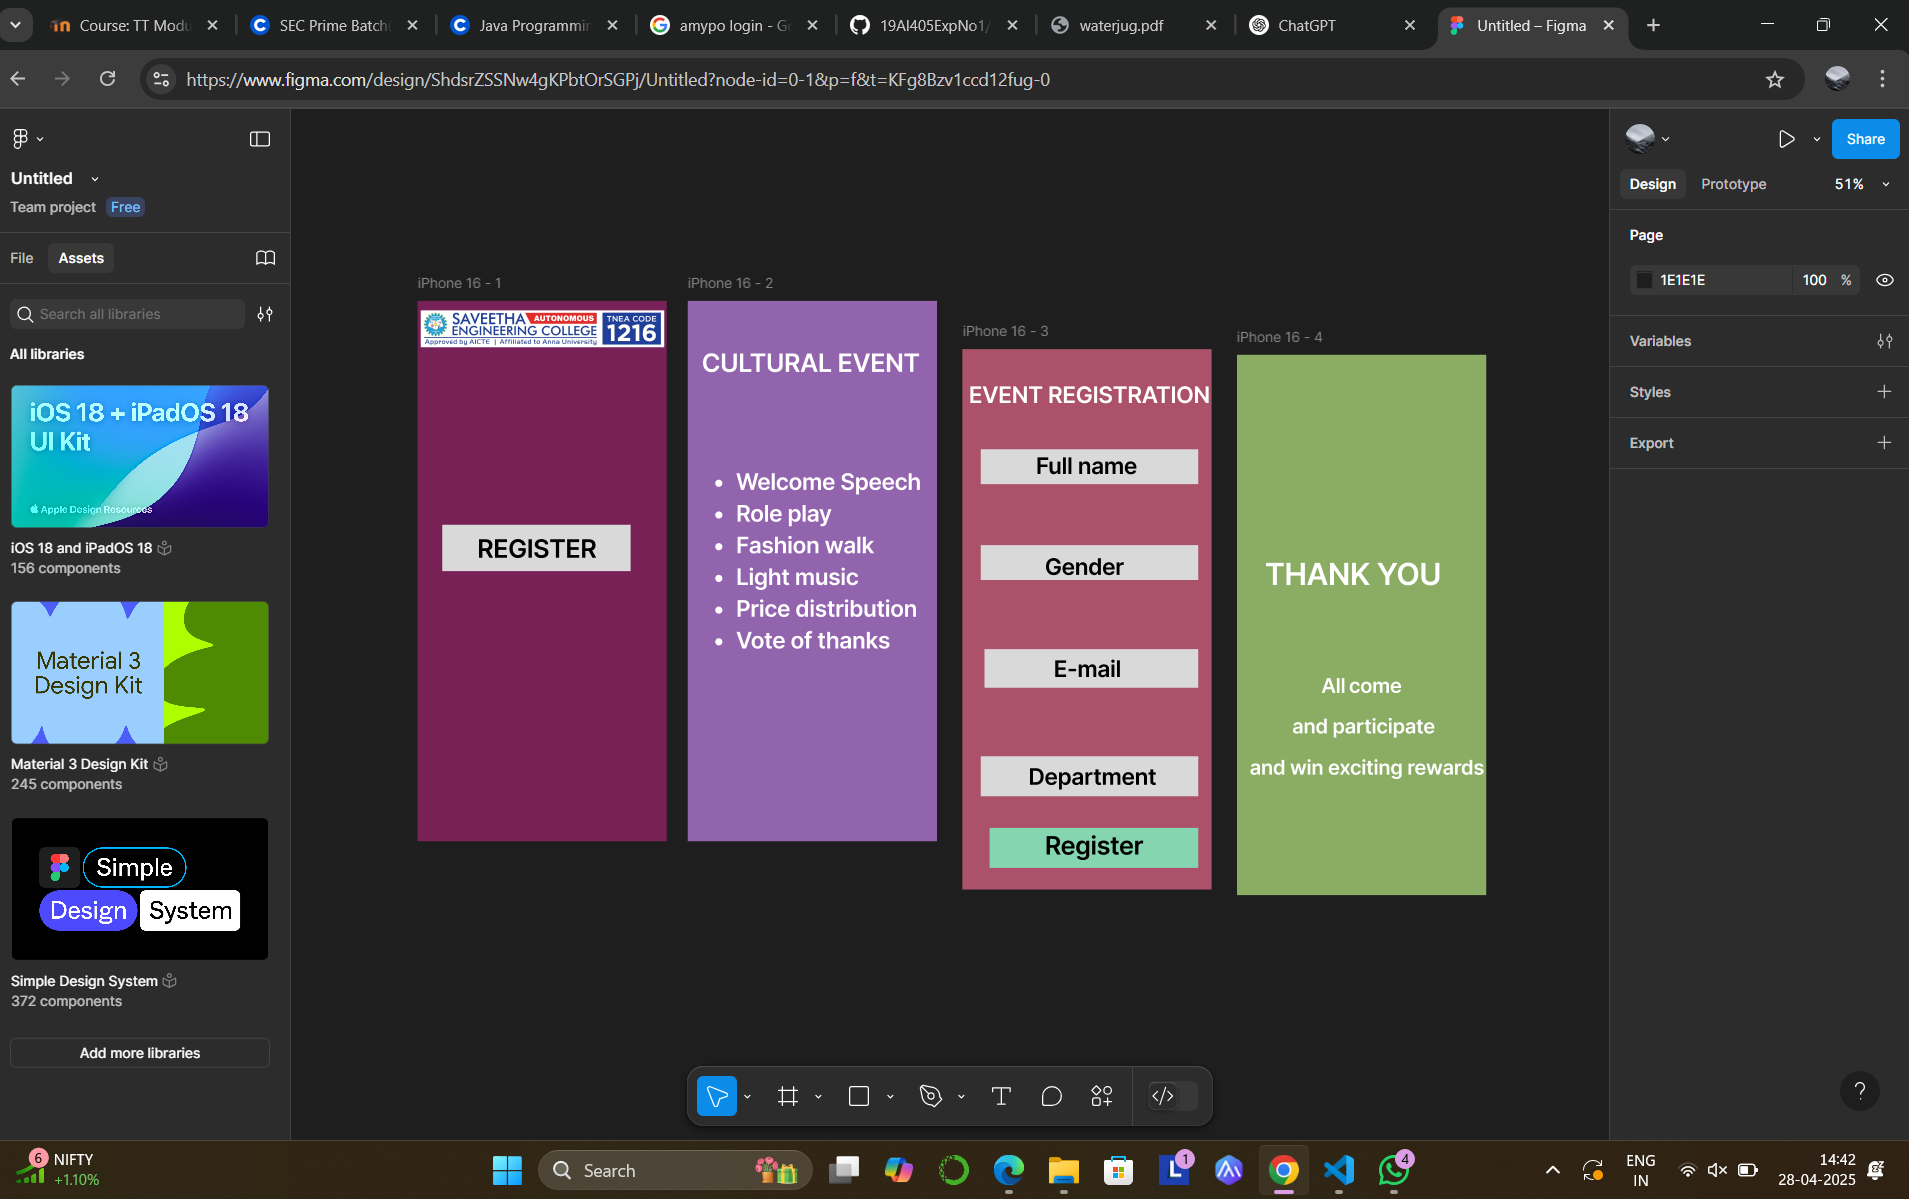 Course: TT Modu
SEC Prime Batch
Java Programmin
amypo login - Go
19AI405ExpNo1/
waterjug.pdf
ChatGPT
Untitled – Figma
https://www.figma.com/design/ShdsrZSSNw4gKPbtOrSGPj/Untitled?node-id=0-1&p=f&t=KFg8Bzv1ccd12fug-0
Untitled
Team project Free
File Assets
Search all libraries
All libraries
iOS 18 + iPadOS 18
UI Kit
Apple Design Resources
iOS 18 and iPadOS 18
156 components
Material 3
Design Kit
Material 3 Design Kit
245 components
Simple
Design System
Simple Design System
372 components
Add more libraries
iPhone 16 - 1
SAVEETHA AUTONOMOUS
ENGINEERING COLLEGE
Approved by AICTE | Affiliated to Anna University
TNEA CODE
1216
REGISTER
iPhone 16 - 2
CULTURAL EVENT
• Welcome Speech
• Role play
• Fashion walk
• Light music
• Price distribution
• Vote of thanks
iPhone 16 - 3
EVENT REGISTRATION
Full name
Gender
E-mail
Department
Register
iPhone 16 - 4
THANK YOU
All come
and participate
and win exciting rewards
Share
Design Prototype 51%
Page
1E1E1E 100 %
Variables
Styles
Export
?
6
NIFTY
+1.10%
Search
L
1
4
ENG
IN
14:42
28-04-2025